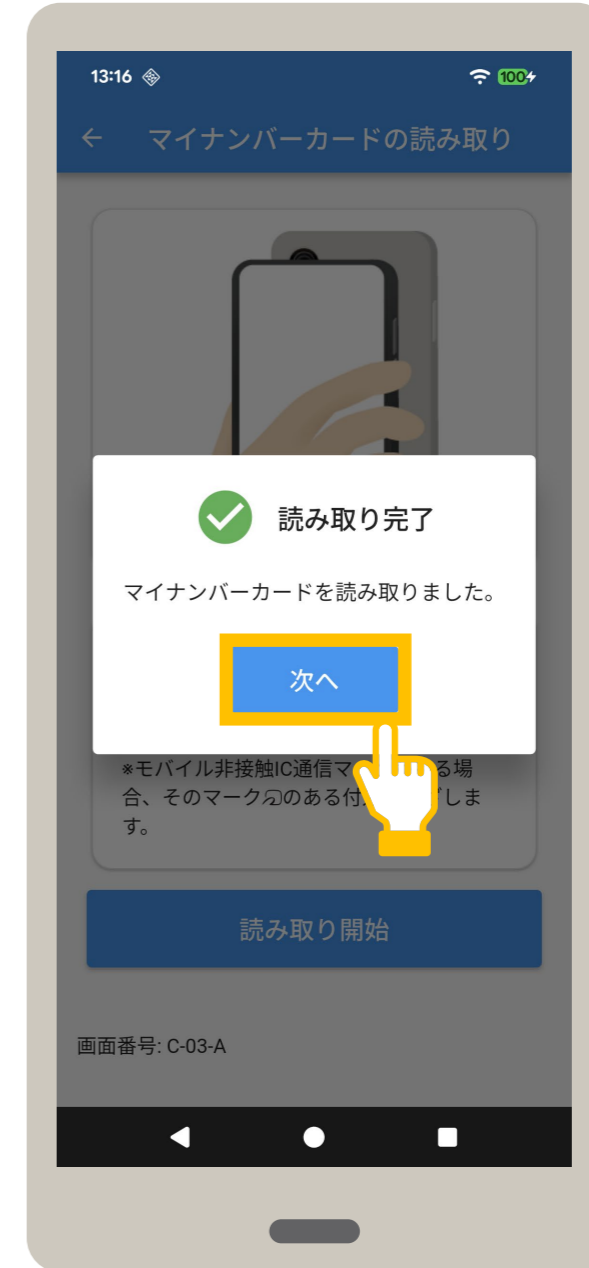 13:16 100
マイナンバーカードの読み取り
読み取り完了
マイナンバーカードを読み取りました。
次へ
※モバイル非接触IC通信マ る場
合、そのマークのある付 しま
す。
読み取り開始
画面番号: C-03-A